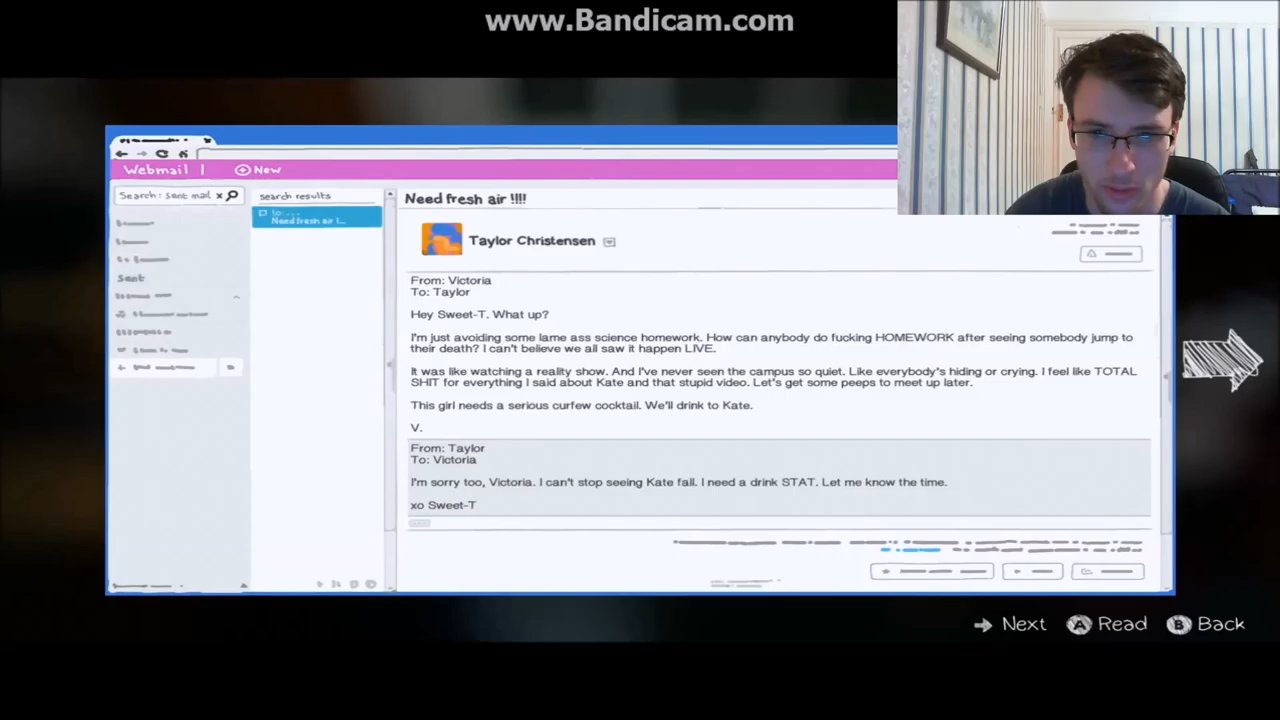 www.Bandicam.com
Webmail |
New
Search: sent mail x
search results
Need fresh air !!!!
to: ....
Need fresh air !...
Taylor Christensen
Sent
From: Victoria
To: Taylor
Hey Sweet-T. What up?
I'm just avoiding some lame ass science homework. How can anybody do fucking HOMEWORK after seeing somebody jump to
their death? I can't believe we all saw it happen LIVE.
It was like watching a reality show. And I've never seen the campus so quiet. Like everybody's hiding or crying. I feel like TOTAL
SHIT for everything I said about Kate and that stupid video. Let's get some peeps to meet up later.
This girl needs a serious curfew cocktail. We'll drink to Kate.
V.
From: Taylor
To: Victoria
I'm sorry too, Victoria. I can't stop seeing Kate fall. I need a drink STAT. Let me know the time.
xo Sweet-T
Next A Read B Back